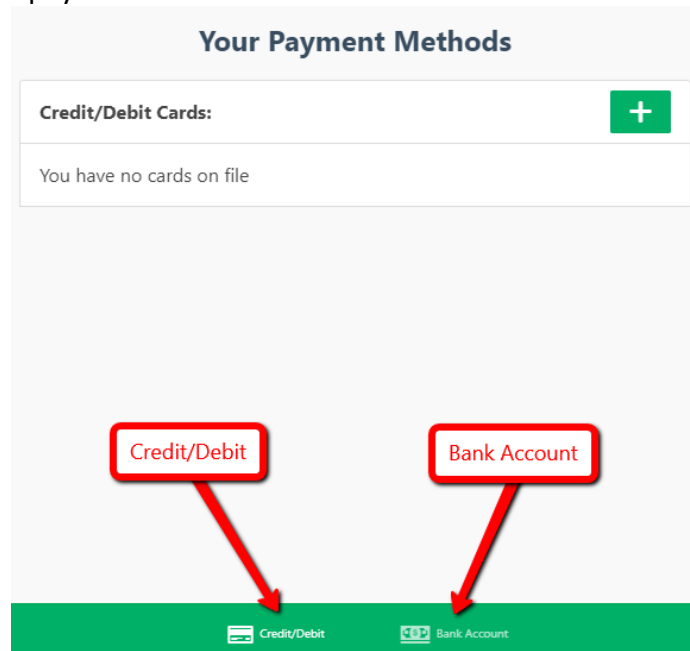 Your Payment Methods
Credit/Debit Cards:
+
You have no cards on file
Credit/Debit
Bank Account
Credit/Debit
Bank Account